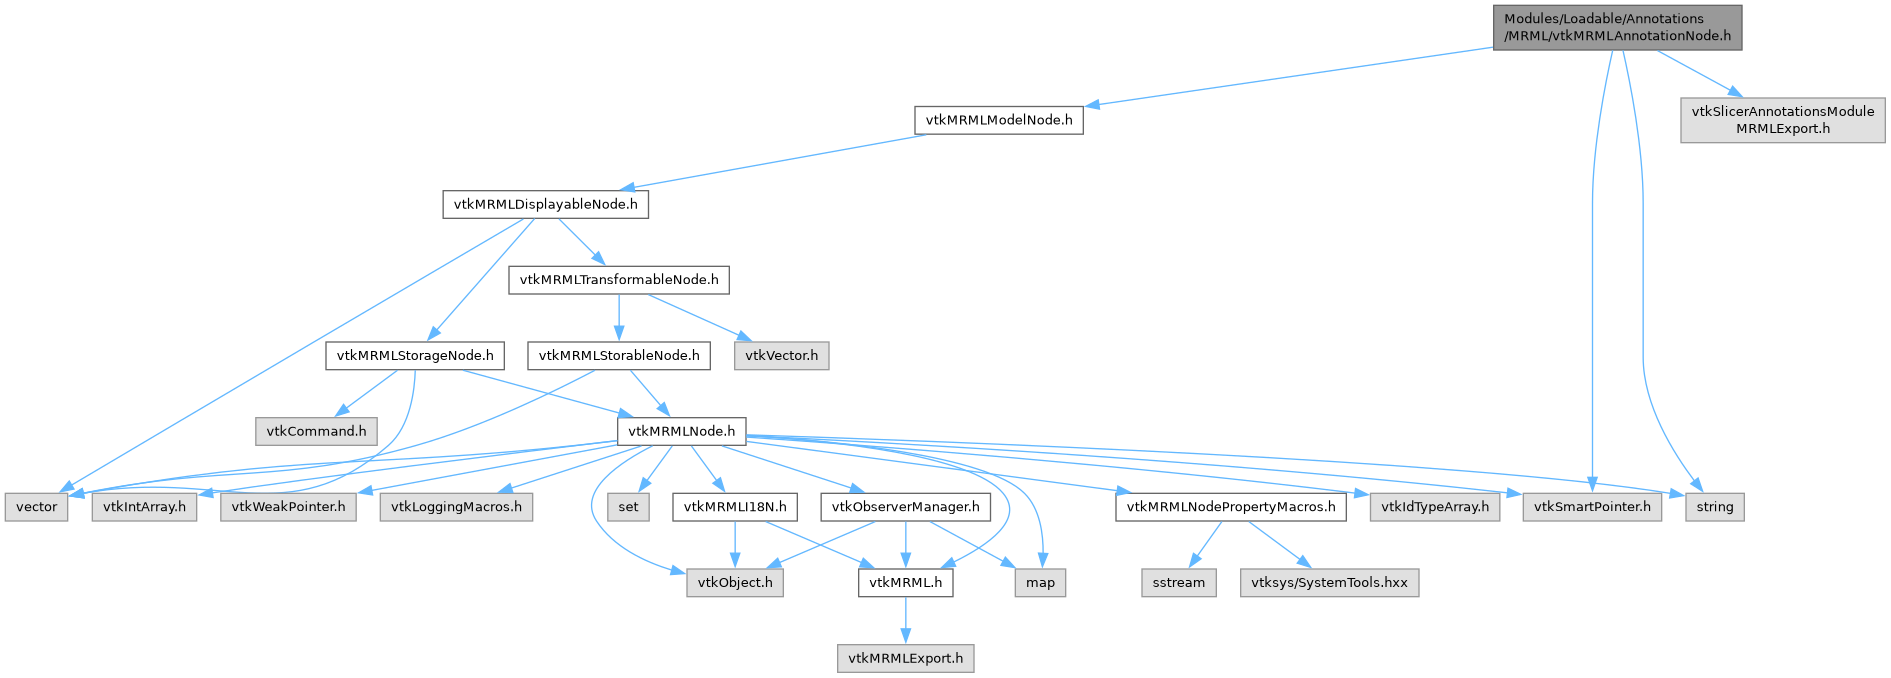 Modules/Loadable/Annotations
/MRML/vtkMRMLAnnotationNode.h
vtkMRMLModelNode.h
vtkSlicerAnnotationsModule
MRMLExport.h
vtkMRMLDisplayableNode.h
vtkMRMLTransformableNode.h
vtkMRMLStorageNode.h
vtkMRMLStorableNode.h
vtkVector.h
vtkCommand.h
vtkMRMLNode.h
vector
vtkIntArray.h
vtkWeakPointer.h
vtkLoggingMacros.h
set
vtkMRMLI18N.h
vtkObserverManager.h
vtkMRMLNodePropertyMacros.h
vtkIdTypeArray.h
vtkSmartPointer.h
string
vtkObject.h
vtkMRML.h
map
sstream
vtksys/SystemTools.hxx
vtkMRMLExport.h